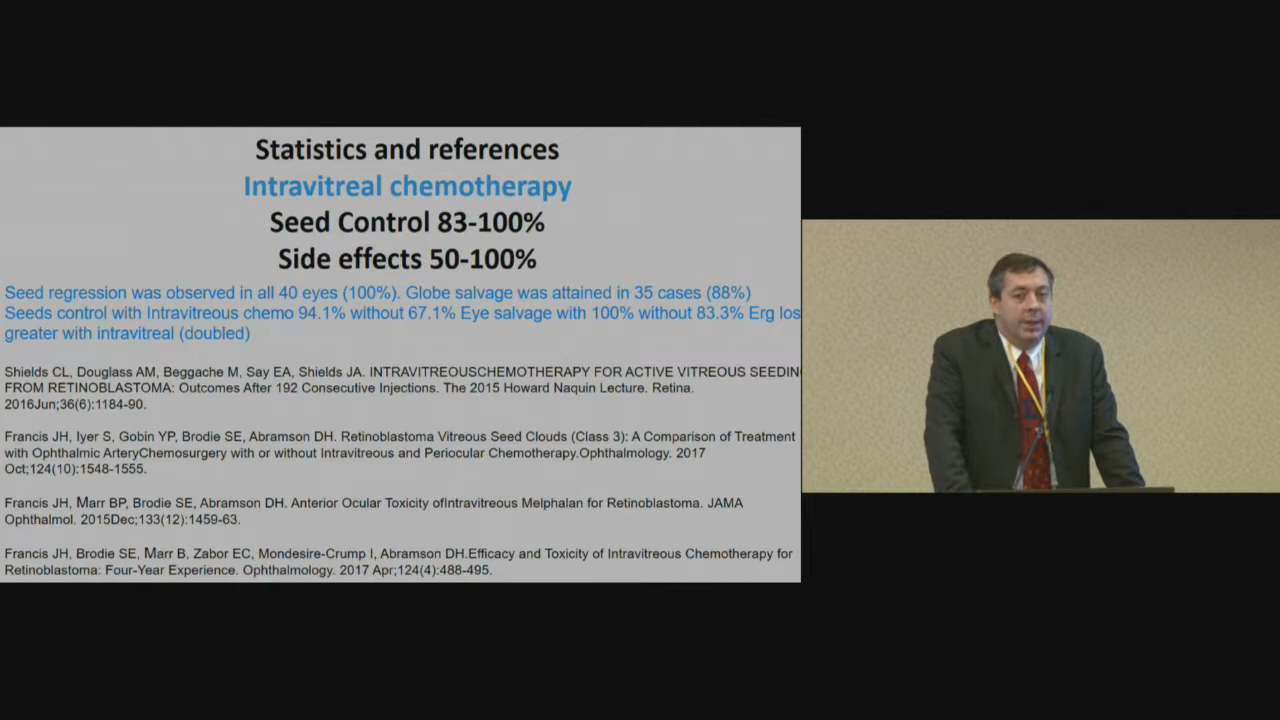 Statistics and references
Intravitreal chemotherapy
Seed Control 83-100%
Side effects 50-100%
Seed regression was observed in all 40 eyes (100%). Globe salvage was attained in 35 cases (88%)
Seeds control with Intravitreous chemo 94.1% without 67.1% Eye salvage with 100% without 83.3% Erg los
greater with intravitreal (doubled)
Shields CL, Douglass AM, Beggache M, Say EA, Shields JA. INTRAVITREOUSCHEMOTHERAPY FOR ACTIVE VITREOUS SEEDIN
FROM RETINOBLASTOMA: Outcomes After 192 Consecutive Injections. The 2015 Howard Naquin Lecture. Retina.
2016Jun;36(6):1184-90.
Francis JH, Iyer S, Gobin YP, Brodie SE, Abramson DH. Retinoblastoma Vitreous Seed Clouds (Class 3): A Comparison of Treatment
with Ophthalmic ArteryChemosurgery with or without Intravitreous and Periocular Chemotherapy.Ophthalmology. 2017
Oct;124(10):1548-1555.
Francis JH, Marr BP, Brodie SE, Abramson DH. Anterior Ocular Toxicity ofIntravitreous Melphalan for Retinoblastoma. JAMA
Ophthalmol. 2015Dec;133(12):1459-63.
Francis JH, Brodie SE, Marr B, Zabor EC, Mondesire-Crump I, Abramson DH.Efficacy and Toxicity of Intravitreous Chemotherapy for
Retinoblastoma: Four-Year Experience. Ophthalmology. 2017 Apr;124(4):488-495.